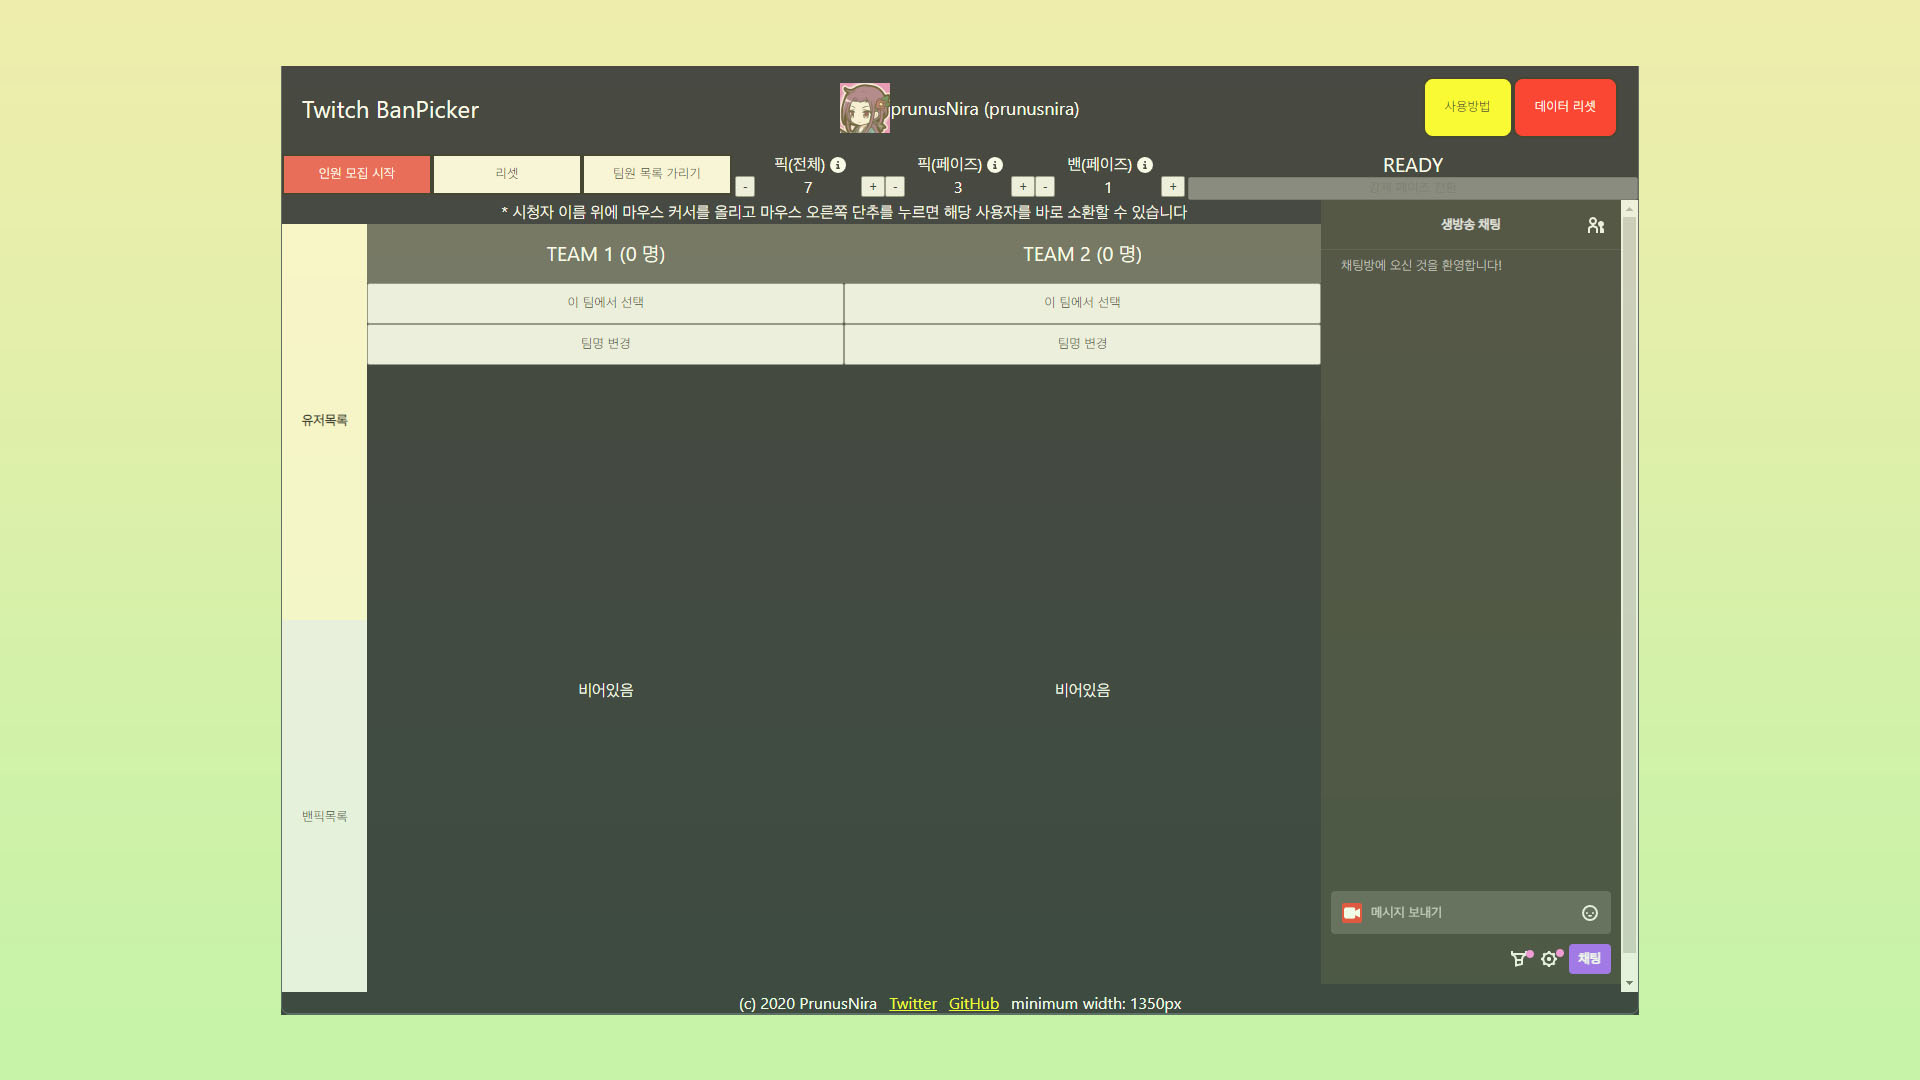 Twitch BanPicker
prunusNira (prunusnira)
사용방법
데이터 리셋
인원 모집 시작
리셋
팀원 목록 가리기
픽(전체)
- 7 +
픽(페이즈)
- 3 +
밴(페이즈)
- 1 +
READY
강제 페이즈 전환
* 시청자 이름 위에 마우스 커서를 올리고 마우스 오른쪽 단추를 누르면 해당 사용자를 바로 소환할 수 있습니다
유저목록
밴픽목록
TEAM 1 (0 명)
이 팀에서 선택
팀명 변경
비어있음
TEAM 2 (0 명)
이 팀에서 선택
팀명 변경
비어있음
생방송 채팅
채팅방에 오신 것을 환영합니다!
메시지 보내기
채팅
(c) 2020 PrunusNira Twitter GitHub minimum width: 1350px